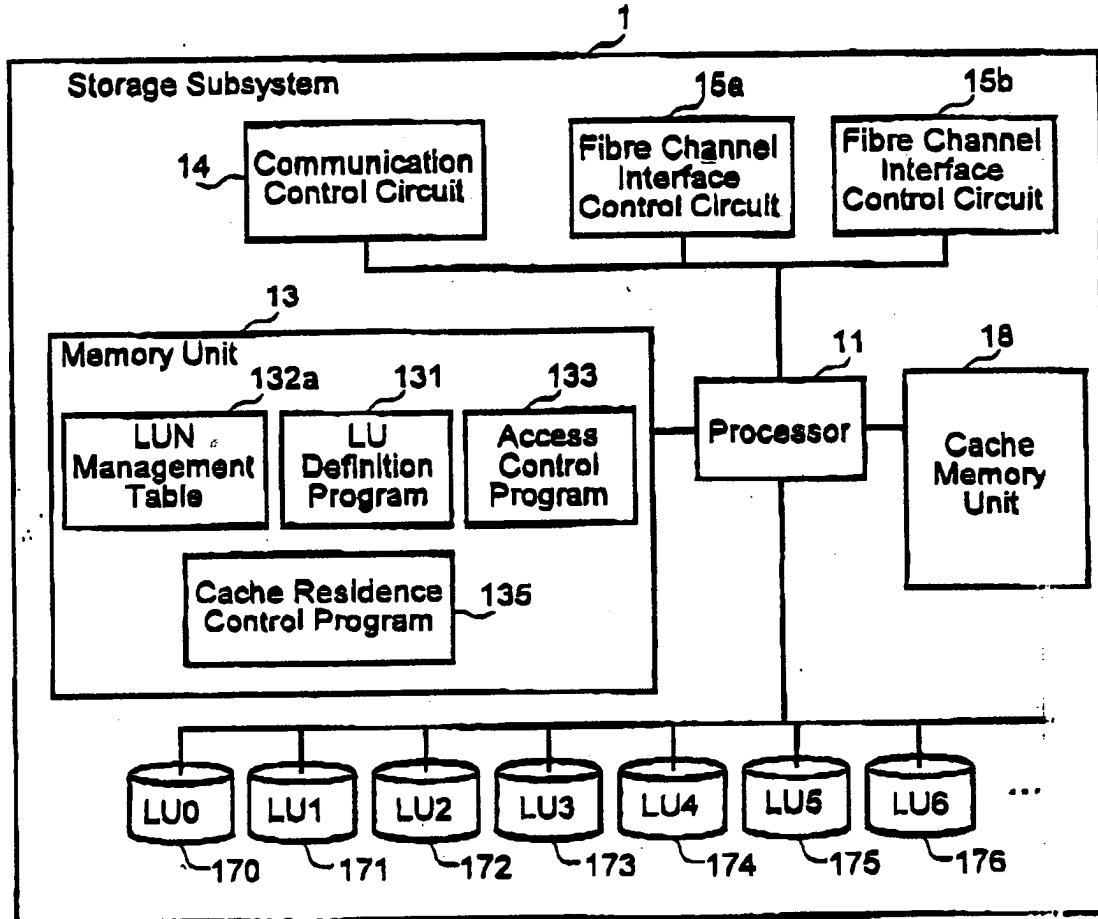 1
Storage Subsystem
15a
15b
14
Communication
Control Circuit
Fibre Channel
Interface
Control Circuit
Fibre Channel
Interface
Control Circuit
13
Memory Unit
132a
131
133
11
18
LUN
Management
Table
LU
Definition
Program
Access
Control
Program
Processor
Cache
Memory
Unit
Cache Residence
Control Program
135
LU0
LU1
LU2
LU3
LU4
LU5
LU6
...
170
171
172
173
174
175
176